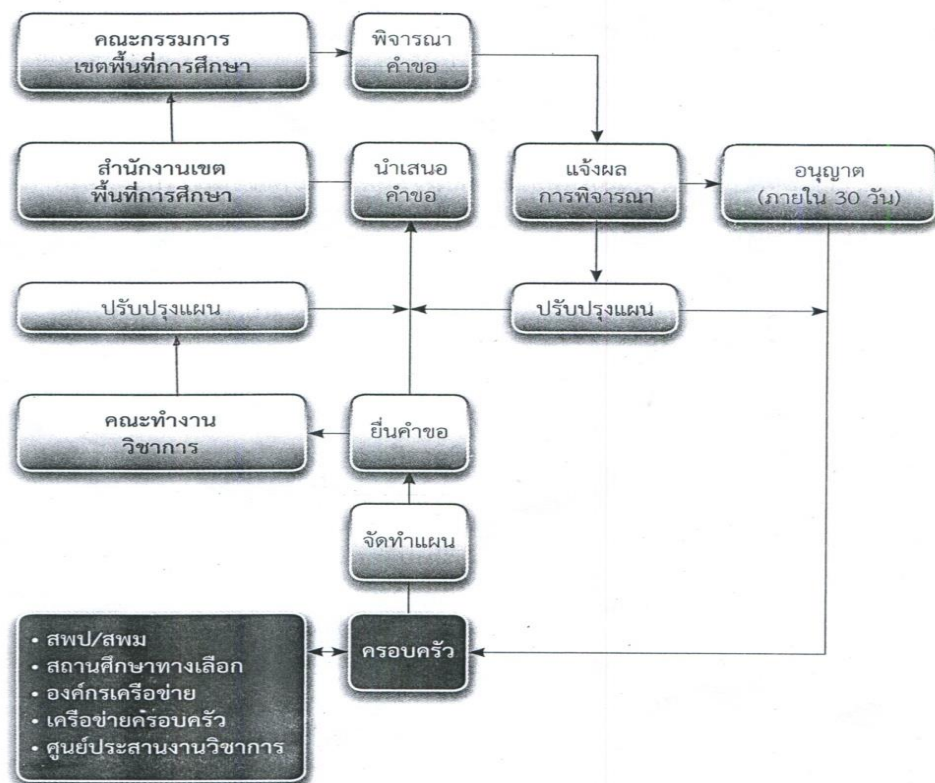 คณะกรรมการ
เขตพื้นที่การศึกษา
พิจารณา
คำขอ
สำนักงานเขต
พื้นที่การศึกษา
นำเสนอ
คำขอ
แจ้งผล
การพิจารณา
อนุญาต
(ภายใน 30 วัน)
ปรับปรุงแผน
ปรับปรุงแผน
คณะทำงาน
วิชาการ
ยื่นคำขอ
จัดทำแผน
• สพป/สพม
• สถานศึกษาทางเลือก
• องค์กรเครือข่าย
• เครือข่ายครอบครัว
• ศูนย์ประสานงานวิชาการ
ครอบครัว